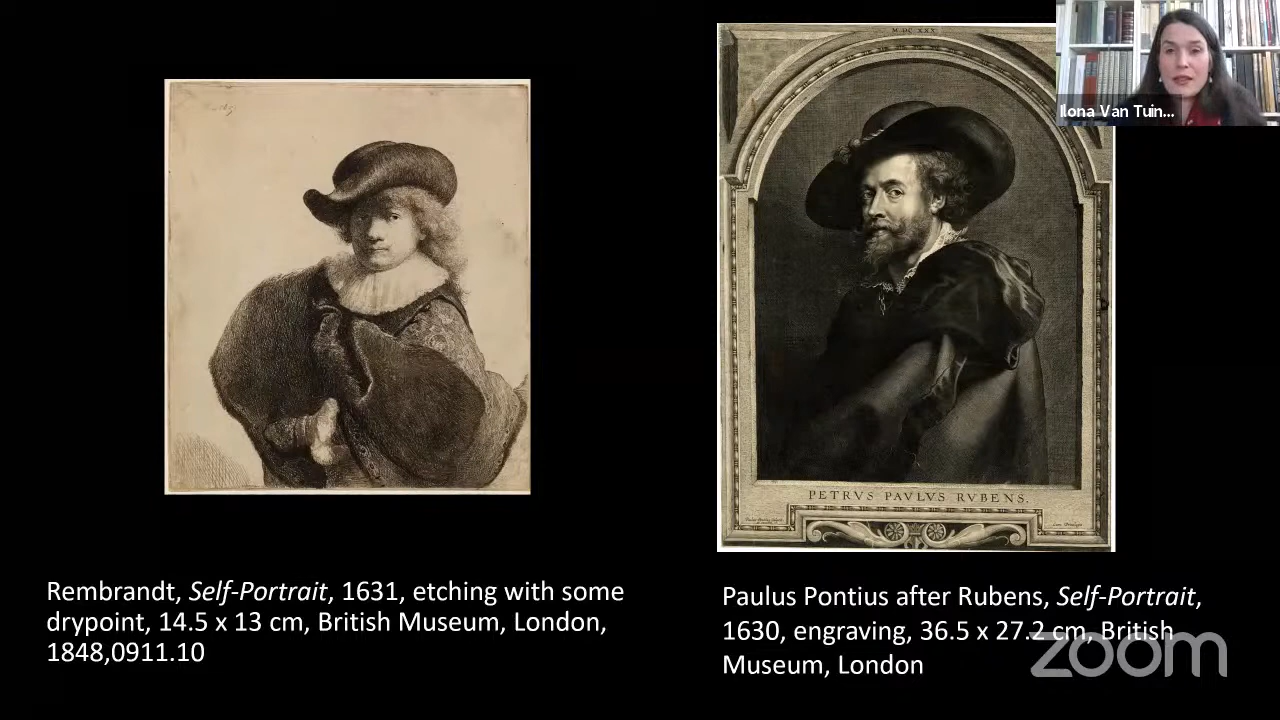 M DC XXX
Ilona Van Tuin...
PETRVS PAVLVS RVBENS.
Rembrandt, Self-Portrait, 1631, etching with some
drypoint, 14.5 x 13 cm, British Museum, London,
1848,0911.10
Paulus Pontius after Rubens, Self-Portrait,
1630, engraving, 36.5 x 27.2 cm, British
Museum, London
zoom